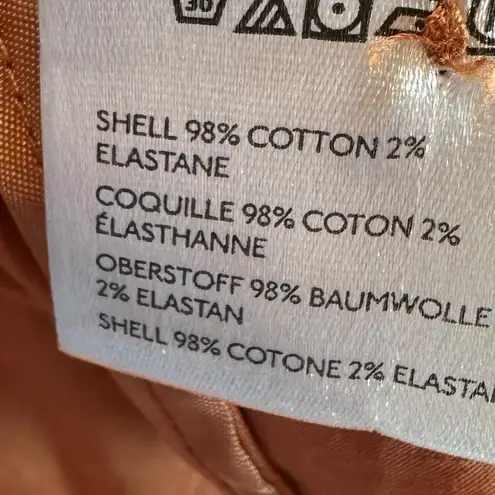 30
SHELL 98% COTTON 2%
ELASTANE
COQUILLE 98% COTON 2%
ÉLASTHANNE
OBERSTOFF 98% BAUMWOLLE
2% ELASTAN
SHELL 98% COTONE 2%